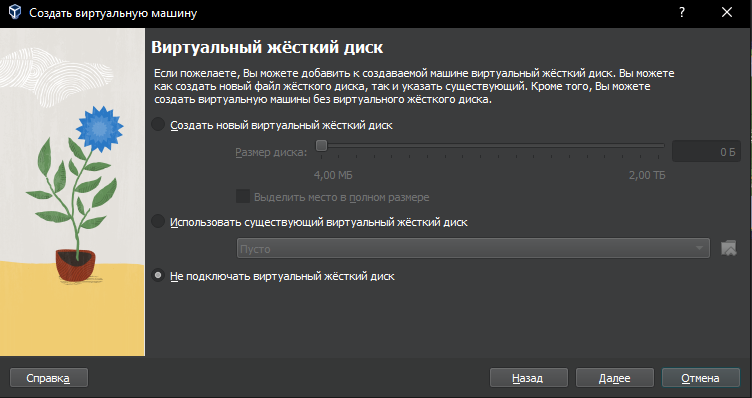 Создать виртуальную машину
?
Виртуальный жёсткий диск
Если пожелаете, Вы можете добавить к создаваемой машине виртуальный жёсткий диск. Вы можете
как создать новый файл жёсткого диска, так и указать существующий. Кроме того, Вы можете
создать виртуальную машины без виртуального жёсткого диска.
Создать новый виртуальный жёсткий диск
Размер диска: 0 Б
4,00 МБ 2,00 ТБ
Выделить место в полном размере
Использовать существующий виртуальный жёсткий диск
Пусто
Не подключать виртуальный жёсткий диск
Справка Назад Далее Отмена